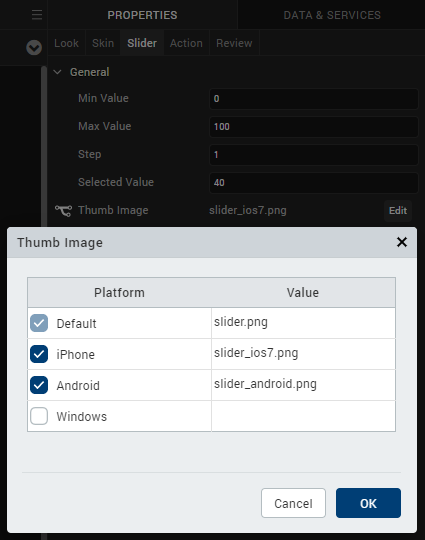 PROPERTIES DATA & SERVICES
Look Skin Slider Action Review
General
Min Value 0
Max Value 100
Step 1
Selected Value 40
Thumb Image slider_ios7.png Edit
Thumb Image
Platform Value
Default slider.png
iPhone slider_ios7.png
Android slider_android.png
Windows
Cancel OK